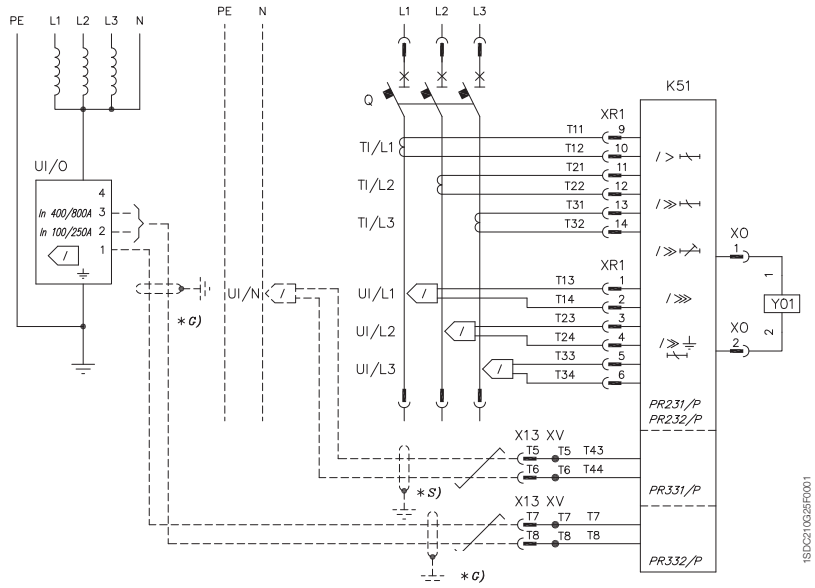 PE L1 L2 L3 N
PE N
L1 L2 L3
Q
K51
XR1
T11 9
TI/L1 T12 10
T21 11
TI/L2 T22 12
T31 13
TI/L3 T32 14
UI/O
4
In 400/800A 3
In 100/250A 2
1
I
*G)
UI/N I
XR1
T13 1
UI/L1 I T14 2
T23 3
UI/L2 I T24 4
T33 5
UI/L3 I T34 6
I >
I ≫
I ≫
I ⋙
I ≫
XO
1
1
Y01
2
XO
2
PR231/P
PR232/P
X13 XV
T5 T5 T43
T6 T6 T44
*S)
PR331/P
X13 XV
T7 T7 T7
T8 T8 T8
*G)
PR332/P
1SDC210G25F0001